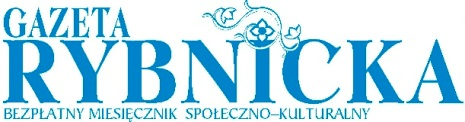 GAZETA
RYBNICKA
BEZPŁATNY MIESIĘCZNIK SPOŁECZNO–KULTURALNY